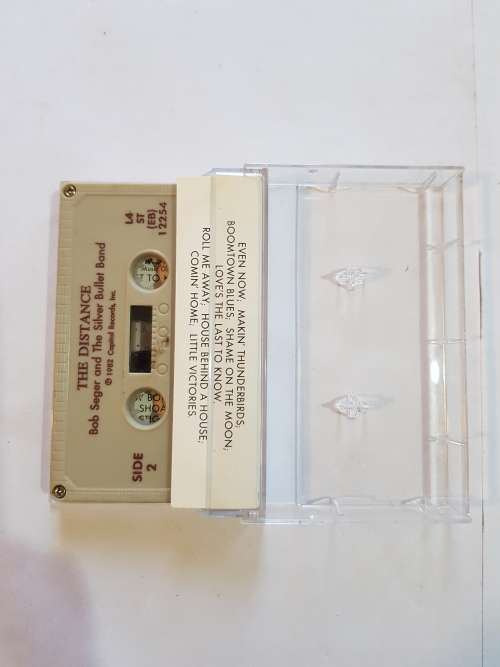 THE DISTANCE
Bob Seger and The Silver Bullet Band
℗ 1982 Capitol Records, Inc.
L4
ST
(EB)
12254
SIDE
2
EVEN NOW, MAKIN' THUNDERBIRDS,
BOOMTOWN BLUES, SHAME ON THE MOON,
LOVE'S THE LAST TO KNOW,
ROLL ME AWAY, HOUSE BEHIND A HOUSE,
COMIN' HOME, LITTLE VICTORIES